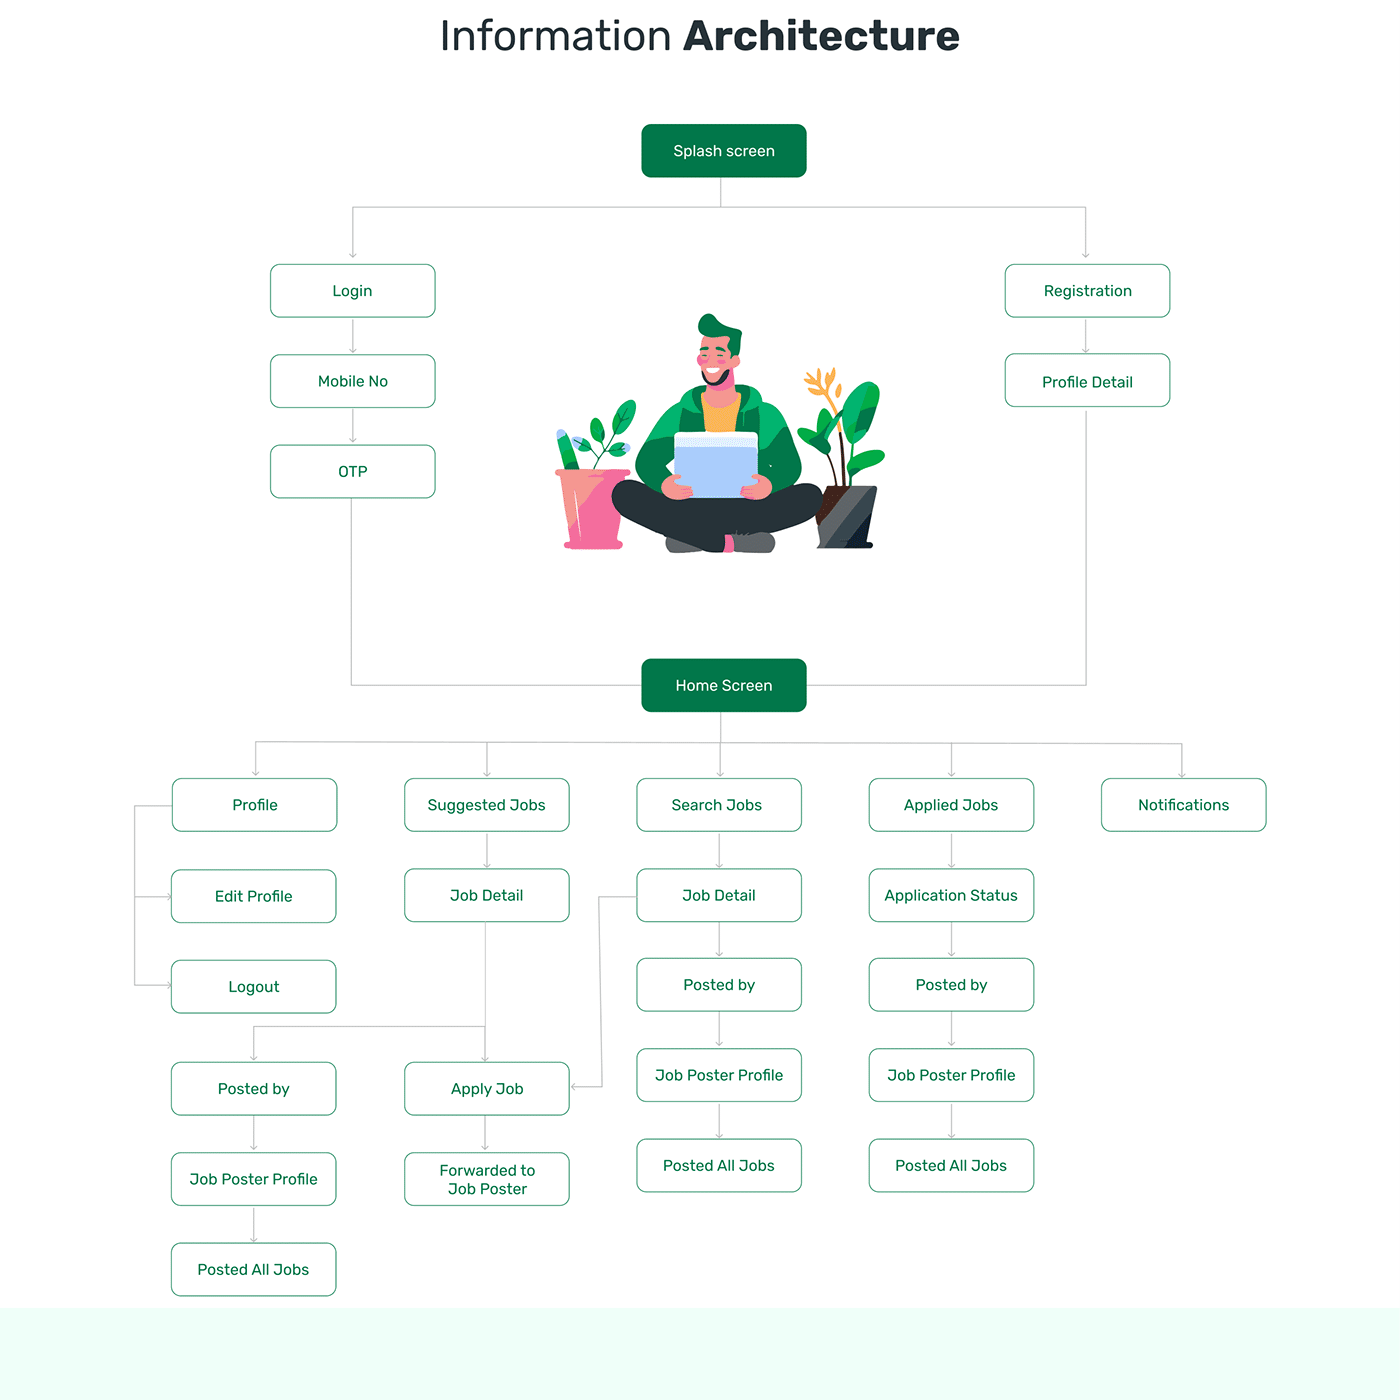 Information Architecture
Splash screen
Login
Registration
Mobile No
Profile Detail
OTP
Home Screen
Profile
Suggested Jobs
Search Jobs
Applied Jobs
Notifications
Edit Profile
Job Detail
Job Detail
Application Status
Logout
Posted by
Posted by
Posted by
Apply Job
Job Poster Profile
Job Poster Profile
Job Poster Profile
Forwarded to
Job Poster
Posted All Jobs
Posted All Jobs
Posted All Jobs